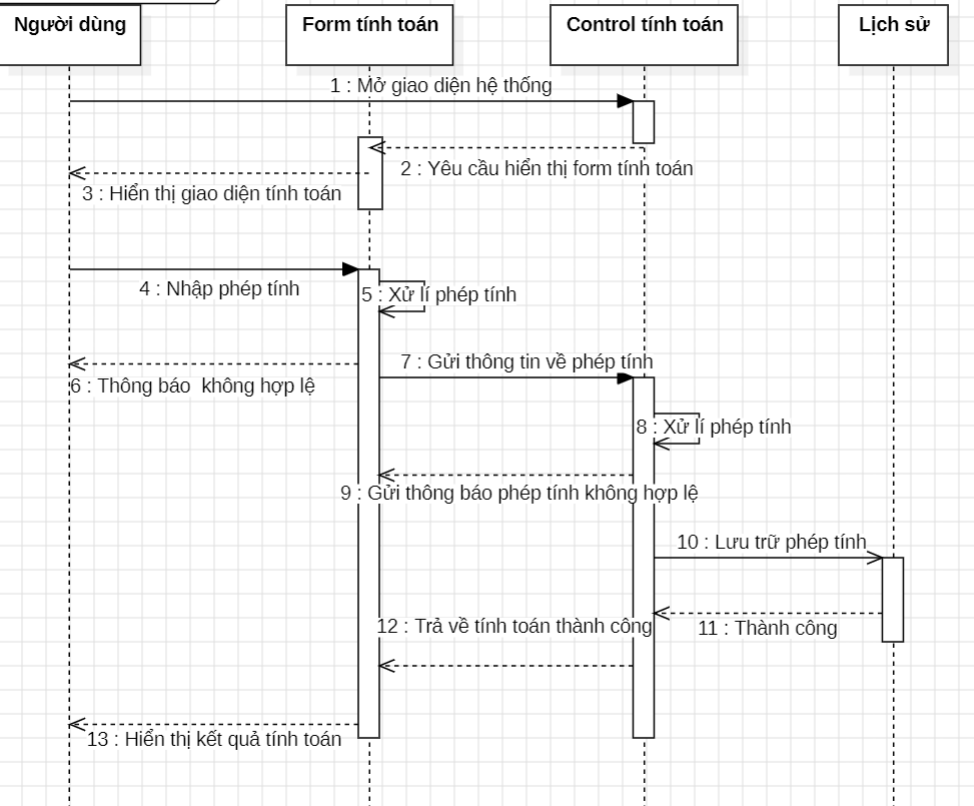 Người dùng
Form tính toán
Control tính toán
Lịch sử
1 : Mở giao diện hệ thống
2 : Yêu cầu hiển thị form tính toán
3 : Hiển thị giao diện tính toán
4 : Nhập phép tính
5 : Xử lí phép tính
7 : Gửi thông tin về phép tính
6 : Thông báo  không hợp lệ
8 : Xử lí phép tính
9 : Gửi thông báo phép tính không hợp lệ
10 : Lưu trữ phép tính
12 : Trả về tính toán thành công
11 : Thành công
13 : Hiển thị kết quả tính toán